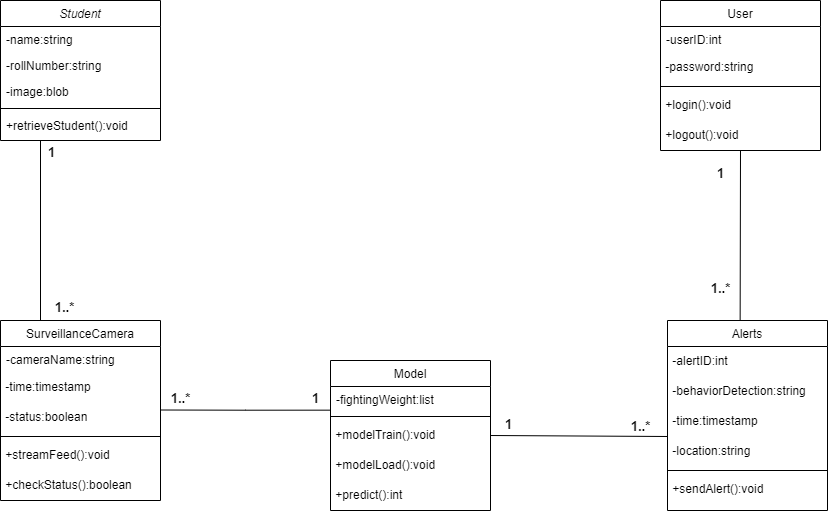 Student
-name:string
-rollNumber:string
-image:blob
+retrieveStudent():void
1
1..*
User
-userID:int
-password:string
+login():void
+logout():void
1
1..*
SurveillanceCamera
-cameraName:string
-time:timestamp
-status:boolean
+streamFeed():void
+checkStatus():boolean
1..*
1
Model
-fightingWeight:list
+modelTrain():void
+modelLoad():void
+predict():int
1
1..*
Alerts
-alertID:int
-behaviorDetection:string
-time:timestamp
-location:string
+sendAlert():void